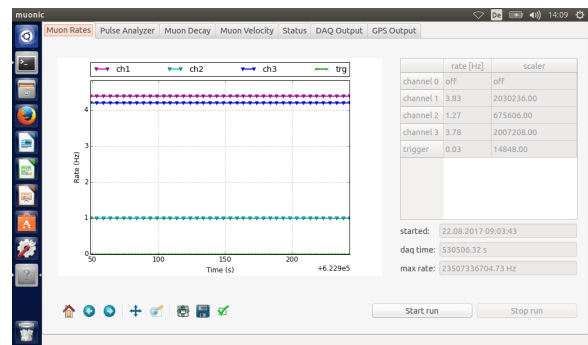 muonic
De
14:09
Muon Rates Pulse Analyzer Muon Decay Muon Velocity Status DAQ Output GPS Output
ch1 ch2 ch3 trg
Rate (Hz)
4
3
2
1
0
50 100 150 200
Time (s)
+6.229e5
rate [Hz] scaler
channel 0 off off
channel 1 3.83 2030236.00
channel 2 1.27 675606.00
channel 3 3.78 2007208.00
trigger 0.03 14848.00
started: 22.08.2017 09:03:43
daq time: 530506.32 s
max rate: 23507336704.73 Hz
Start run Stop run